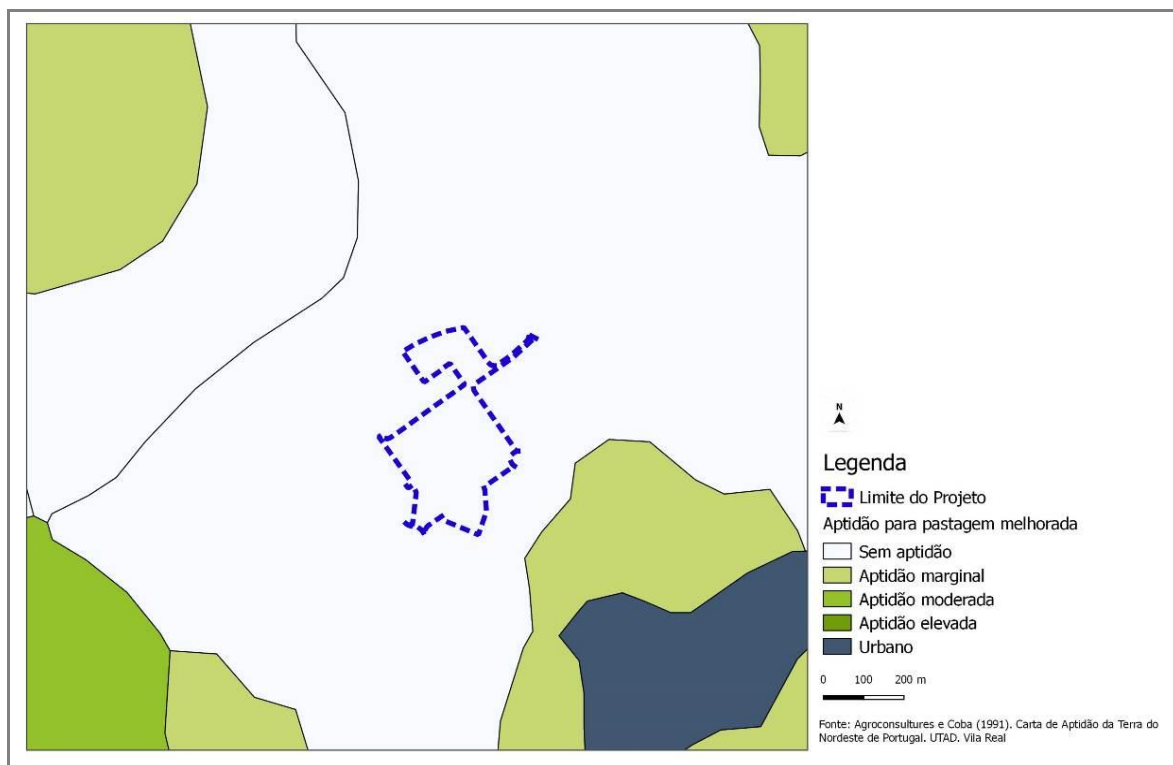 N
Legenda
Limite do Projeto
Aptidão para pastagem melhorada
Sem aptidão
Aptidão marginal
Aptidão moderada
Aptidão elevada
Urbano
0 100 200 m
Fonte: Agroconsultures e Coba (1991). Carta de Aptidão da Terra do
Nordeste de Portugal. UTAD. Vila Real